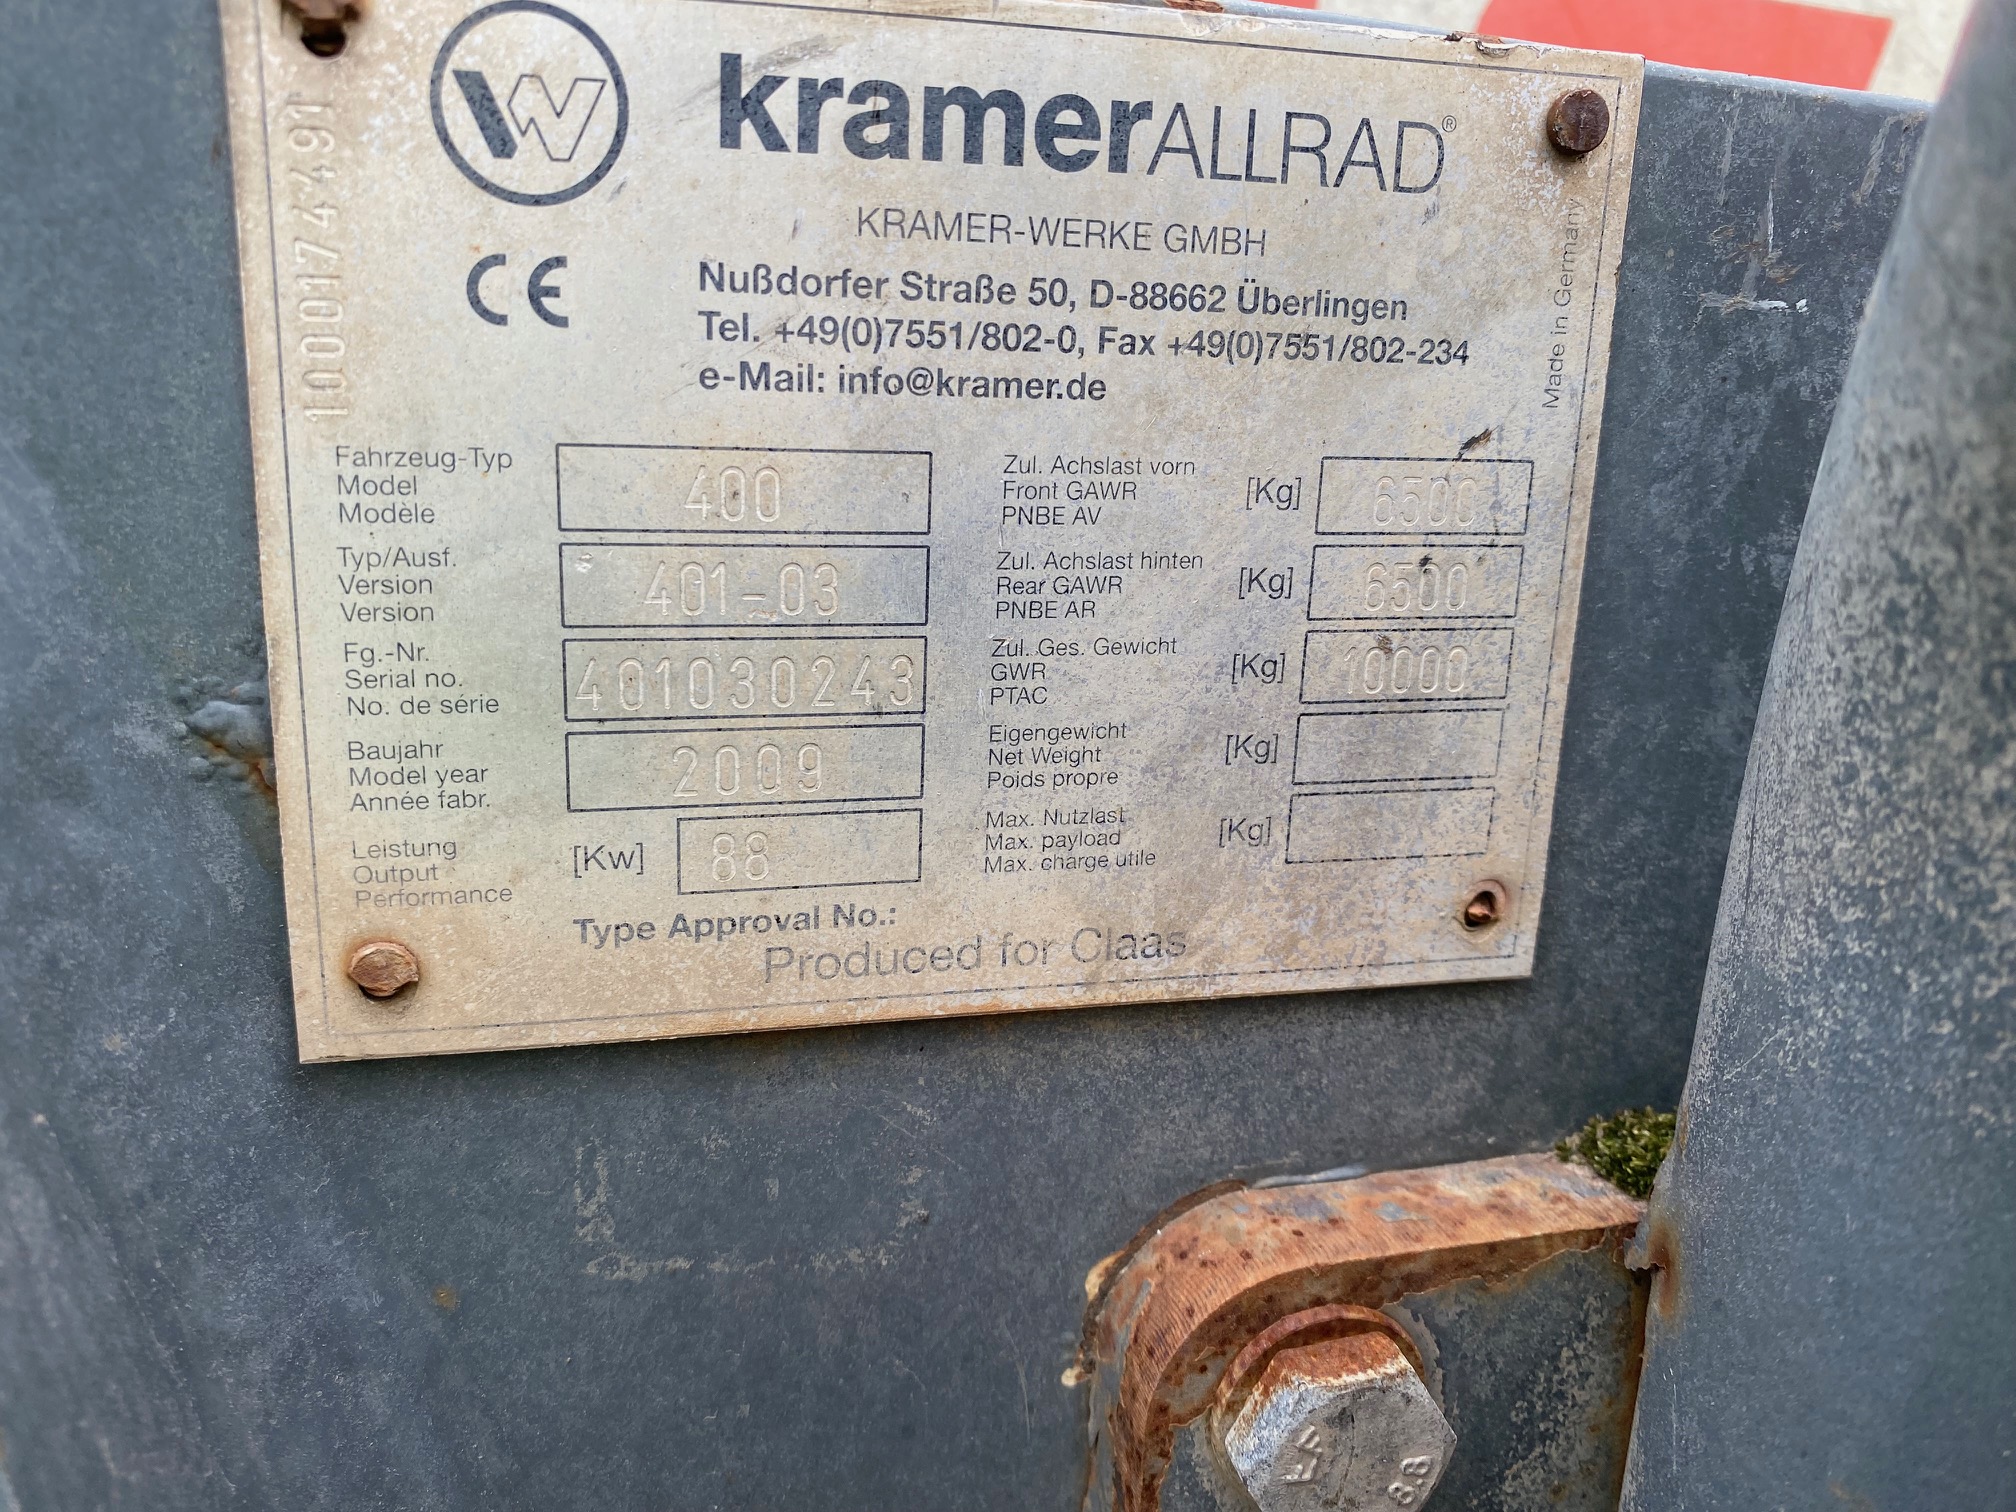 W
kramerALLRAD®
KRAMER-WERKE GMBH
CE
Nußdorfer Straße 50, D-88662 Überlingen
Tel. +49(0)7551/802-0, Fax +49(0)7551/802-234
e-Mail: info@kramer.de
1000174491
Made in Germany
Fahrzeug-Typ
Model
Modèle
400
Typ/Ausf.
Version
Version
401-03
Fg.-Nr.
Serial no.
No. de série
401030243
Baujahr
Model year
Année fabr.
2009
Leistung
Output
Performance
[Kw]
88
Zul. Achslast vorn
Front GAWR
PNBE AV
[Kg]
6500
Zul. Achslast hinten
Rear GAWR
PNBE AR
[Kg]
6500
Zul. Ges. Gewicht
GWR
PTAC
[Kg]
10000
Eigengewicht
Net Weight
Poids propre
[Kg]
Max. Nutzlast
Max. payload
Max. charge utile
[Kg]
Type Approval No.:
Produced for Claas
8.8